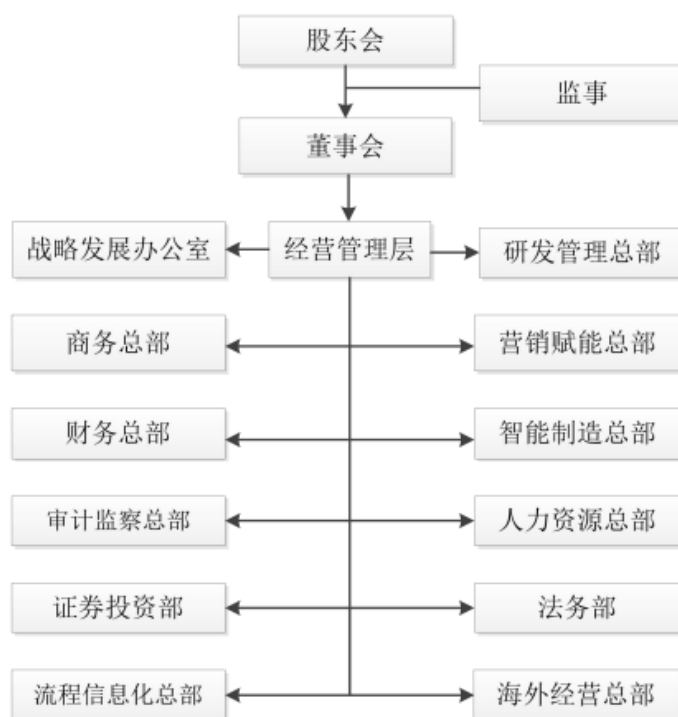 股东会
监事
董事会
战略发展办公室
经营管理层
研发管理总部
商务总部
营销赋能总部
财务总部
智能制造总部
审计监察总部
人力资源总部
证券投资部
法务部
流程信息化总部
海外经营总部